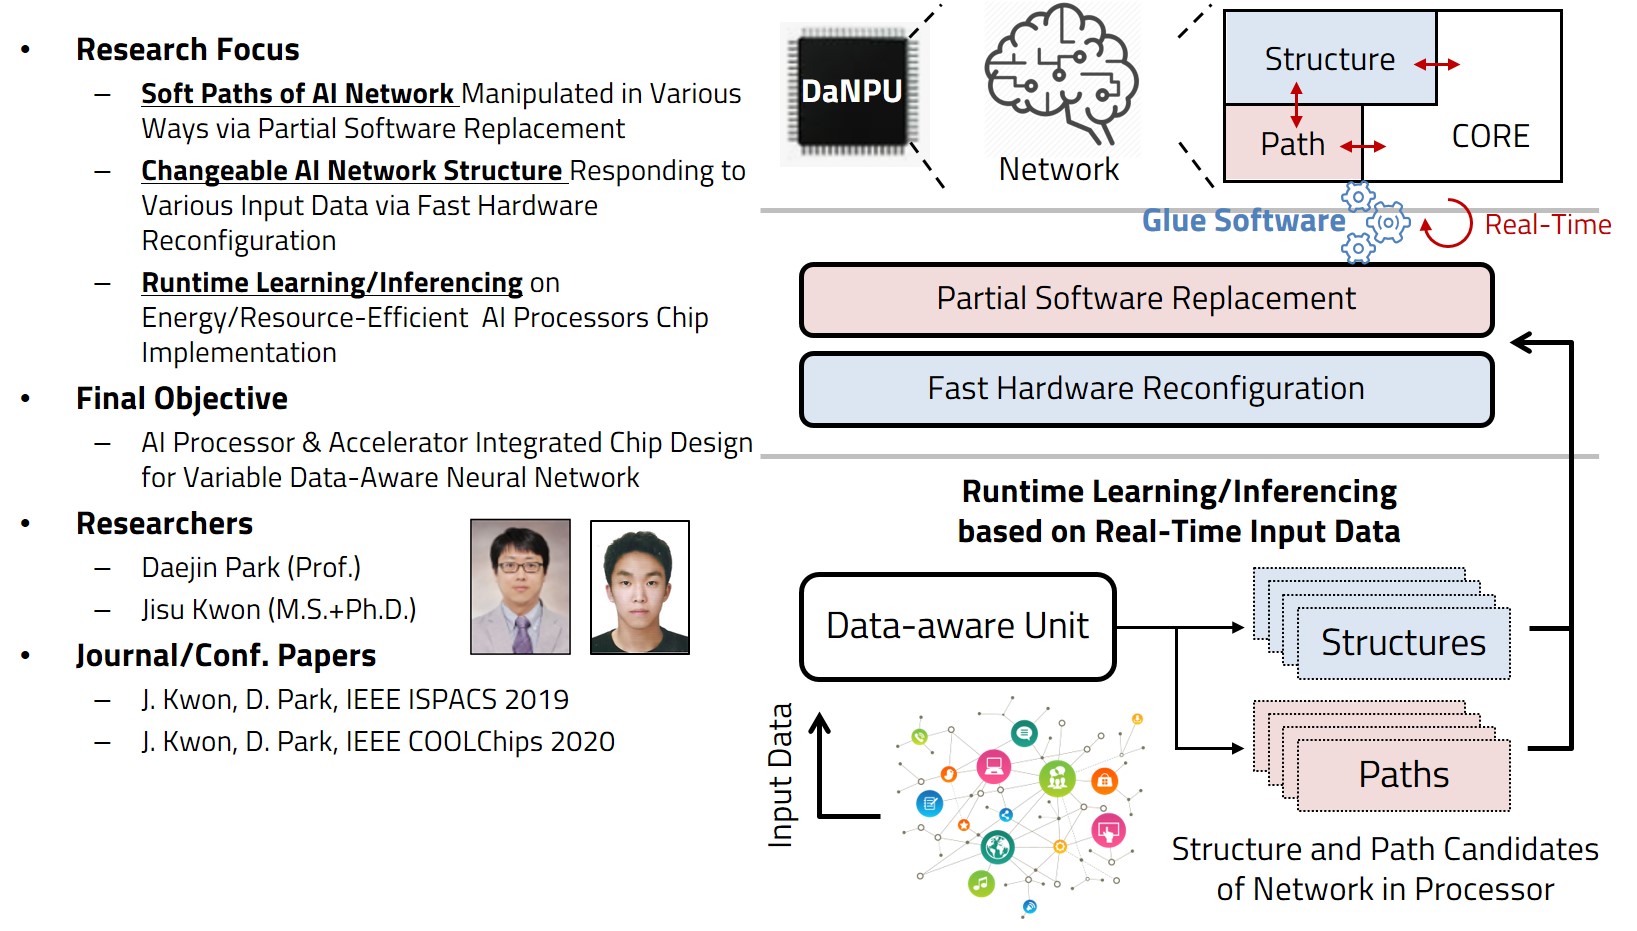 • Research Focus
– Soft Paths of AI Network Manipulated in Various
Ways via Partial Software Replacement
– Changeable AI Network Structure Responding to
Various Input Data via Fast Hardware
Reconfiguration
– Runtime Learning/Inferencing on
Energy/Resource-Efficient AI Processors Chip
Implementation
• Final Objective
– AI Processor & Accelerator Integrated Chip Design
for Variable Data-Aware Neural Network
• Researchers
– Daejin Park (Prof.)
– Jisu Kwon (M.S.+Ph.D.)
• Journal/Conf. Papers
– J. Kwon, D. Park, IEEE ISPACS 2019
– J. Kwon, D. Park, IEEE COOLChips 2020
DaNPU
Network
Structure
Path
CORE
Glue Software
Real-Time
Partial Software Replacement
Fast Hardware Reconfiguration
Runtime Learning/Inferencing
based on Real-Time Input Data
Data-aware Unit
Structures
Input Data
Paths
Structure and Path Candidates
of Network in Processor